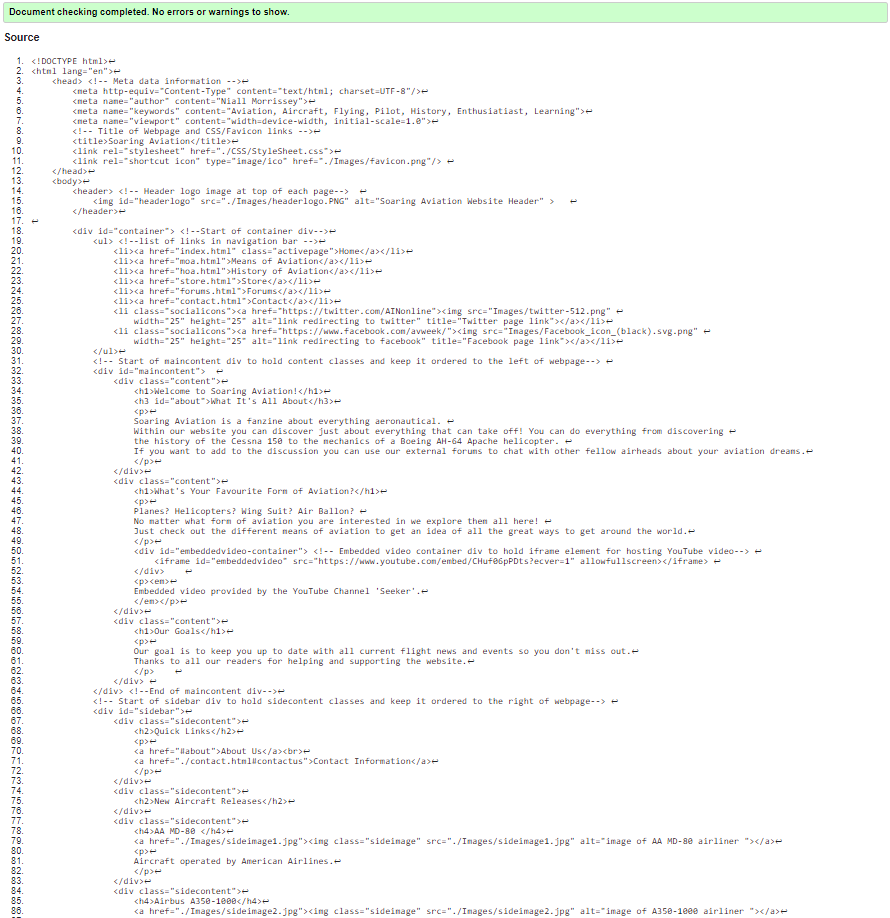 Document checking completed. No errors or warnings to show.
Source
1. <!DOCTYPE html>↩
2. <html lang="en">↩
3. <head> <!-- Meta data information -->↩
4. <meta http-equiv="Content-Type" content="text/html; charset=UTF-8"/>↩
5. <meta name="author" content="Niall Morrissey">↩
6. <meta name="keywords" content="Aviation, Aircraft, Flying, Pilot, History, Enthusiatiast, Learning">↩
7. <meta name="viewport" content="width=device-width, initial-scale=1.0">↩
8. <!-- Title of Webpage and CSS/Favicon links -->↩
9. <title>Soaring Aviation</title>↩
10. <link rel="stylesheet" href="./CSS/StyleSheet.css">↩
11. <link rel="shortcut icon" type="image/ico" href="./Images/favicon.png"/> ↩
12. </head>↩
13. <body>↩
14. <header> <!-- Header logo image at top of each page--> ↩
15. <img id="headerlogo" src="./Images/headerlogo.PNG" alt="Soaring Aviation Website Header" > ↩
16. </header>↩
17. ↩
18. <div id="container"> <!--Start of container div-->↩
19. <ul> <!--list of links in navigation bar -->↩
20. <li><a href="index.html" class="activepage">Home</a></li>↩
21. <li><a href="moa.html">Means of Aviation</a></li>↩
22. <li><a href="hoa.html">History of Aviation</a></li>↩
23. <li><a href="store.html">Store</a></li>↩
24. <li><a href="forums.html">Forums</a></li>↩
25. <li><a href="contact.html">Contact</a></li>↩
26. <li class="socialicons"><a href="https://twitter.com/AINonline"><img src="Images/twitter-512.png" ↩
27. width="25" height="25" alt="link redirecting to twitter" title="Twitter page link"></a></li>↩
28. <li class="socialicons"><a href="https://www.facebook.com/avweek/"><img src="Images/Facebook_icon_(black).svg.png" ↩
29. width="25" height="25" alt="link redirecting to facebook" title="Facebook page link"></a></li>↩
30. </ul>↩
31. <!-- Start of maincontent div to hold content classes and keep it ordered to the left of webpage--> ↩
32. <div id="maincontent"> ↩
33. <div class="content">↩
34. <h1>Welcome to Soaring Aviation!</h1>↩
35. <h3 id="about">What It's All About</h3>↩
36. <p>↩
37. Soaring Aviation is a fanzine about everything aeronautical. ↩
38. Within our website you can discover just about everything that can take off! You can do everything from discovering ↩
39. the history of the Cessna 150 to the mechanics of a Boeing AH-64 Apache helicopter. ↩
40. If you want to add to the discussion you can use our external forums to chat with other fellow airheads about your aviation dreams.↩
41. </p>↩
42. </div>↩
43. <div class="content">↩
44. <h1>What's Your Favourite Form of Aviation?</h1>↩
45. <p>↩
46. Planes? Helicopters? Wing Suit? Air Ballon? ↩
47. No matter what form of aviation you are interested in we explore them all here! ↩
48. Just check out the different means of aviation to get an idea of all the great ways to get around the world.↩
49. </p>↩
50. <div id="embeddedvideo-container"> <!-- Embedded video container div to hold iframe element for hosting YouTube video--> ↩
51. <iframe id="embeddedvideo" src="https://www.youtube.com/embed/CHuf06pPDts?ecver=1" allowfullscreen></iframe> ↩
52. </div> ↩
53. <p><em>↩
54. Embedded video provided by the YouTube Channel 'Seeker'.↩
55. </em></p>↩
56. </div>↩
57. <div class="content">↩
58. <h1>Our Goals</h1>↩
59. <p>↩
60. Our goal is to keep you up to date with all current flight news and events so you don't miss out.↩
61. Thanks to all our readers for helping and supporting the website.↩
62. </p> ↩
63. </div> ↩
64. </div> <!--End of maincontent div-->↩
65. <!-- Start of sidebar div to hold sidecontent classes and keep it ordered to the right of webpage--> ↩
66. <div id="sidebar">↩
67. <div class="sidecontent">↩
68. <h2>Quick Links</h2>↩
69. <p>↩
70. <a href="#about">About Us</a><br>↩
71. <a href="./contact.html#contactus">Contact Information</a>↩
72. </p>↩
73. </div>↩
74. <div class="sidecontent">↩
75. <h2>New Aircraft Releases</h2>↩
76. </div>↩
77. <div class="sidecontent">↩
78. <h4>AA MD-80 </h4>↩
79. <a href="./Images/sideimage1.jpg"><img class="sideimage" src="./Images/sideimage1.jpg" alt="image of AA MD-80 airliner "></a>↩
80. <p>↩
81. Aircraft operated by American Airlines.↩
82. </p>↩
83. </div>↩
84. <div class="sidecontent">↩
85. <h4>Airbus A350-1000</h4>↩
86. <a href="./Images/sideimage2.jpg"><img class="sideimage" src="./Images/sideimage2.jpg" alt="image of A350-1000 airliner "></a>↩